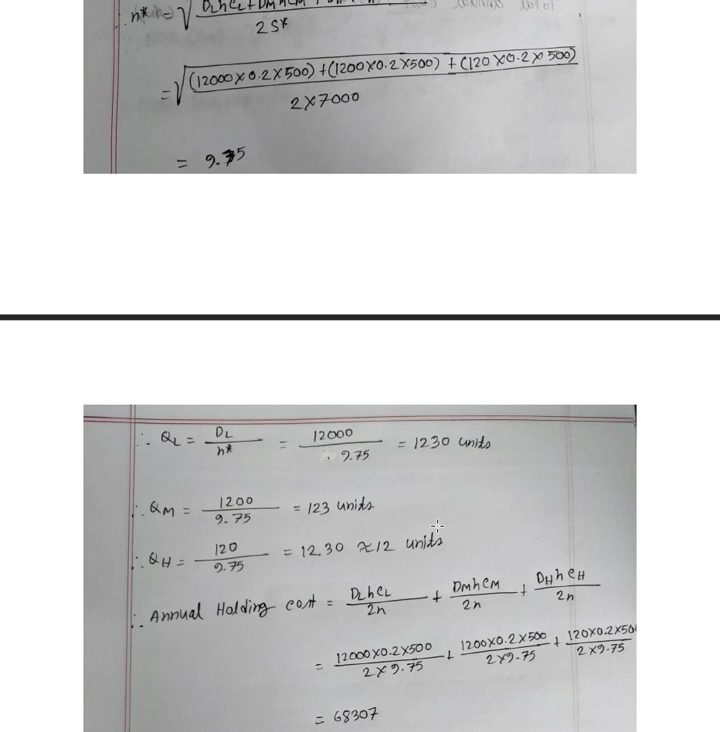 ∴ n* = √
2S*
= √ (12000×0.2×500) + (1200×0.2×500) + (120×0.2×500)
2×7000
= 9.75
∴ QL = DL / n* = 12000 / 9.75 = 1230 units
∴ QM = 1200 / 9.75 = 123 units
∴ QH = 120 / 9.75 = 12.30 ≈ 12 units
∴ Annual Holding cost = DLhCL / 2n + DMhCM / 2n + DHhCH / 2n
= 12000×0.2×500 / 2×9.75 + 1200×0.2×500 / 2×9.75 + 120×0.2×50 / 2×9.75
= 68307